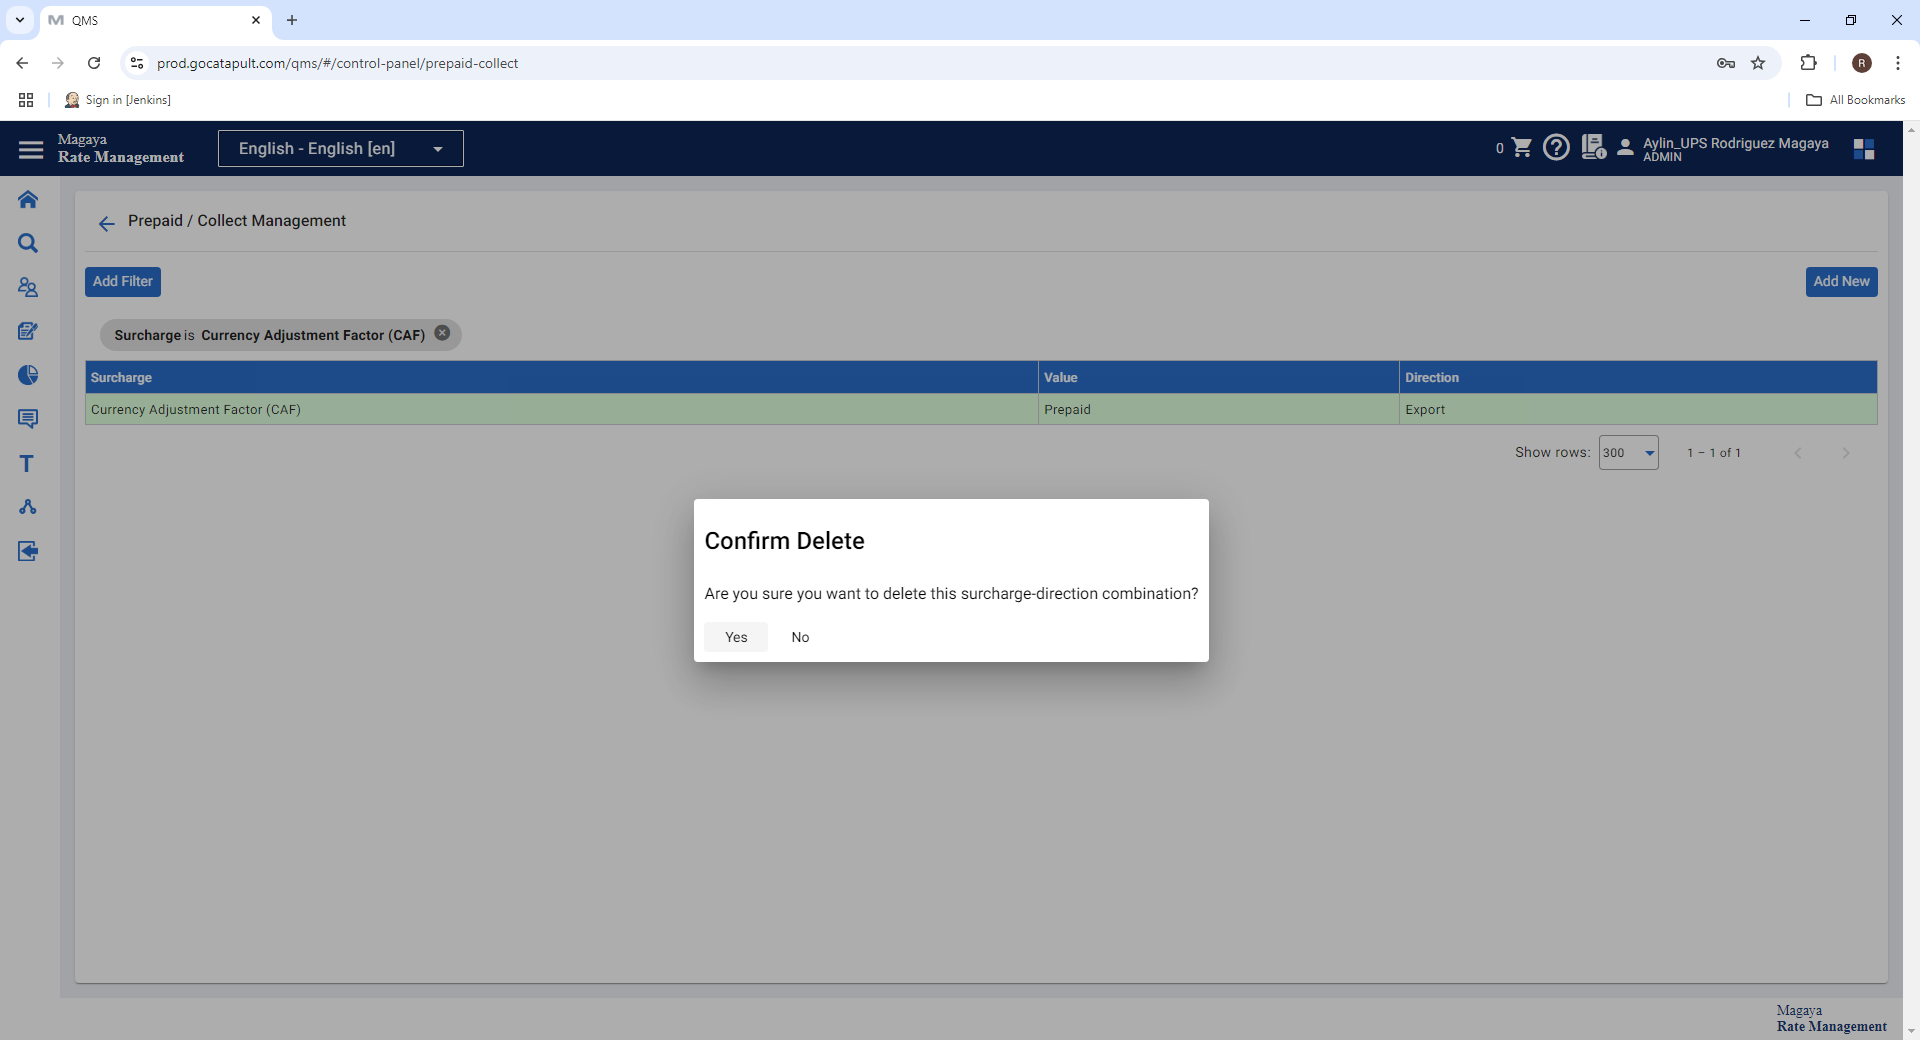 QMS
prod.gocatapult.com/qms/#/control-panel/prepaid-collect
R
Sign in [Jenkins]
All Bookmarks
Magaya
Rate Management
English - English [en]
0
Aylin_UPS Rodriguez Magaya
ADMIN
Prepaid / Collect Management
Add Filter
Add New
Surcharge is Currency Adjustment Factor (CAF)
Surcharge Value Direction
Currency Adjustment Factor (CAF) Prepaid Export
Show rows: 300 1 – 1 of 1
Confirm Delete
Are you sure you want to delete this surcharge-direction combination?
Yes No
Magaya
Rate Management